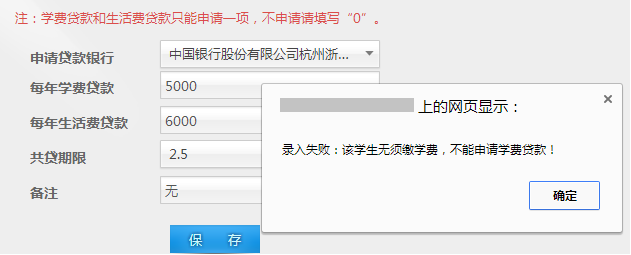 注：学费贷款和生活费贷款只能申请一项，不申请请填写“0”。
申请贷款银行 中国银行股份有限公司杭州浙...
每年学费贷款 5000
上的网页显示：
每年生活费贷款 6000
录入失败：该学生无须缴学费，不能申请学费贷款！
共贷期限 2.5
备注 无
确定
保 存